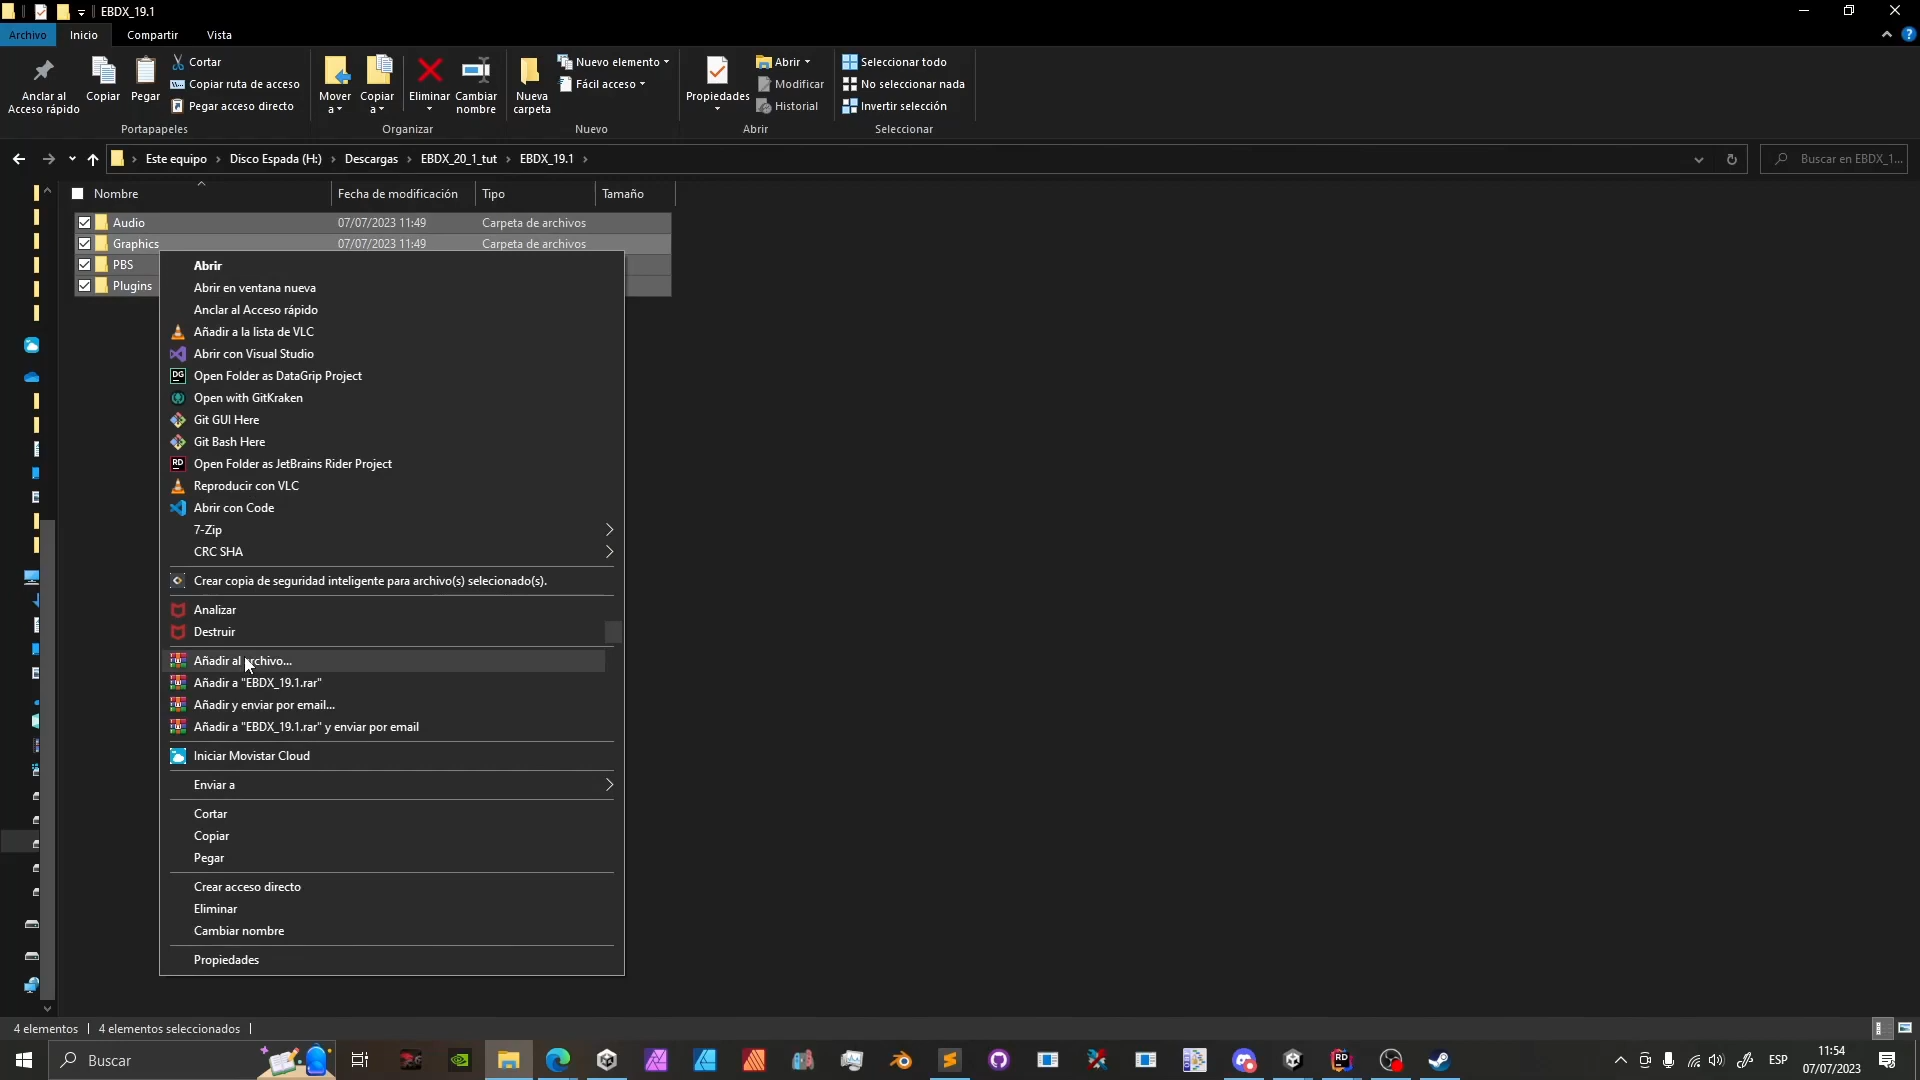 EBDX_19.1
Archivo Inicio Compartir Vista
Anclar al Acceso rápido
Copiar
Pegar
Cortar
Copiar ruta de acceso
Pegar acceso directo
Portapapeles
Mover a
Copiar a
Eliminar
Cambiar nombre
Organizar
Nueva carpeta
Nuevo elemento
Fácil acceso
Nuevo
Propiedades
Abrir
Modificar
Historial
Abrir
Seleccionar todo
No seleccionar nada
Invertir selección
Seleccionar
Este equipo > Disco Espada (H:) > Descargas > EBDX_20_1_tut > EBDX_19.1 >
Buscar en EBDX_1...
Nombre Fecha de modificación Tipo Tamaño
Audio 07/07/2023 11:49 Carpeta de archivos
Graphics 07/07/2023 11:49 Carpeta de archivos
PBS
Plugins
Abrir
Abrir en ventana nueva
Anclar al Acceso rápido
Añadir a la lista de VLC
Abrir con Visual Studio
DG Open Folder as DataGrip Project
Open with GitKraken
Git GUI Here
Git Bash Here
RD Open Folder as JetBrains Rider Project
Reproducir con VLC
Abrir con Code
7-Zip
CRC SHA
Crear copia de seguridad inteligente para archivo(s) selecionado(s).
Analizar
Destruir
Añadir al archivo...
Añadir a "EBDX_19.1.rar"
Añadir y enviar por email...
Añadir a "EBDX_19.1.rar" y enviar por email
Iniciar Movistar Cloud
Enviar a
Cortar
Copiar
Pegar
Crear acceso directo
Eliminar
Cambiar nombre
Propiedades
4 elementos 4 elementos seleccionados
Buscar
RD
ESP
11:54
07/07/2023